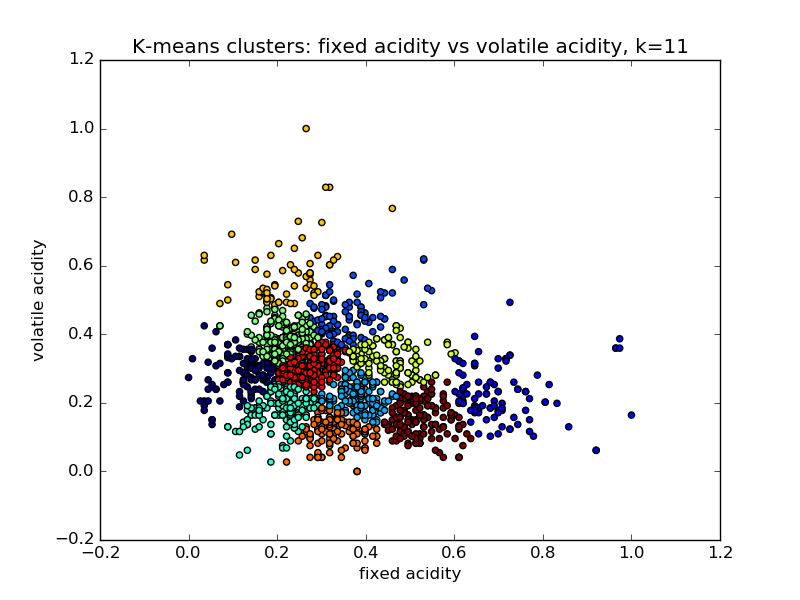 K-means clusters: fixed acidity vs volatile acidity, k=11
1.2
1.0
0.8
0.6
0.4
0.2
0.0
−0.2
volatile acidity
−0.2 0.0 0.2 0.4 0.6 0.8 1.0 1.2
fixed acidity